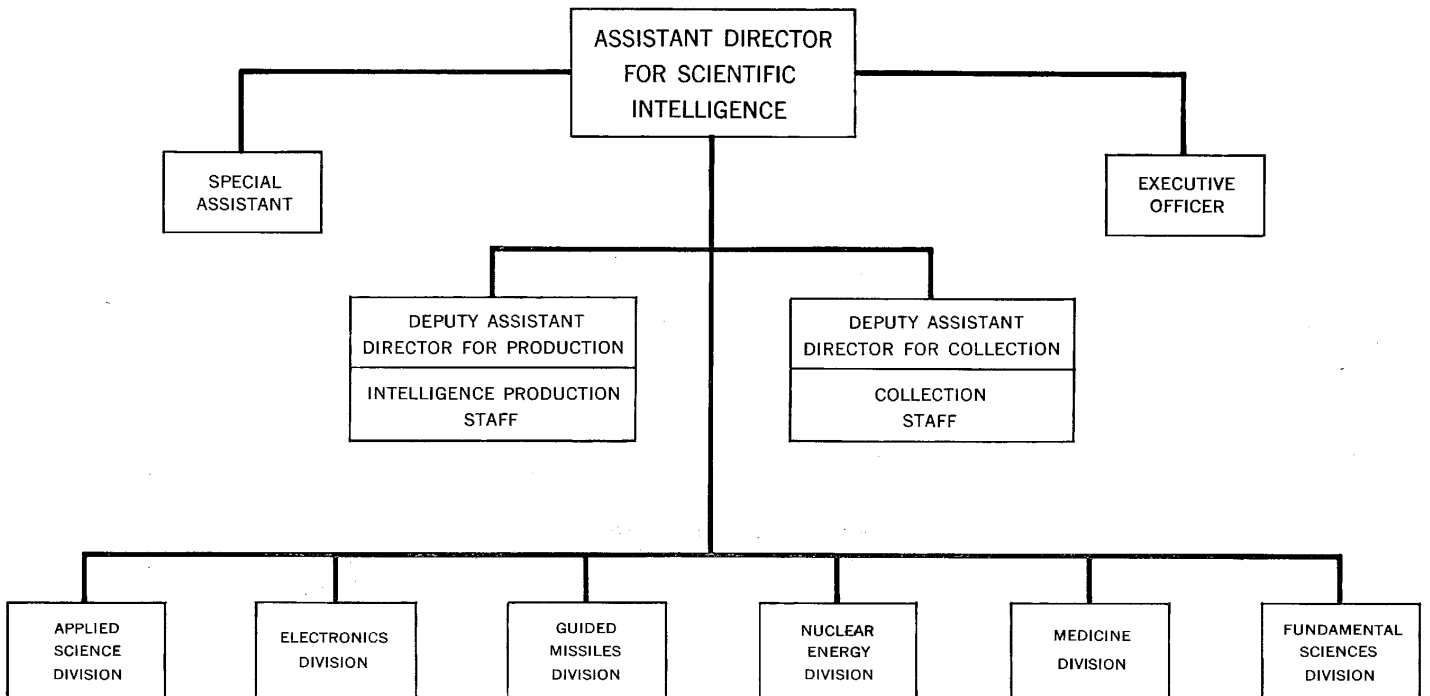 ASSISTANT DIRECTOR
FOR SCIENTIFIC
INTELLIGENCE
SPECIAL
ASSISTANT
EXECUTIVE
OFFICER
DEPUTY ASSISTANT
DIRECTOR FOR PRODUCTION
INTELLIGENCE PRODUCTION
STAFF
DEPUTY ASSISTANT
DIRECTOR FOR COLLECTION
COLLECTION
STAFF
APPLIED
SCIENCE
DIVISION
ELECTRONICS
DIVISION
GUIDED
MISSILES
DIVISION
NUCLEAR
ENERGY
DIVISION
MEDICINE
DIVISION
FUNDAMENTAL
SCIENCES
DIVISION